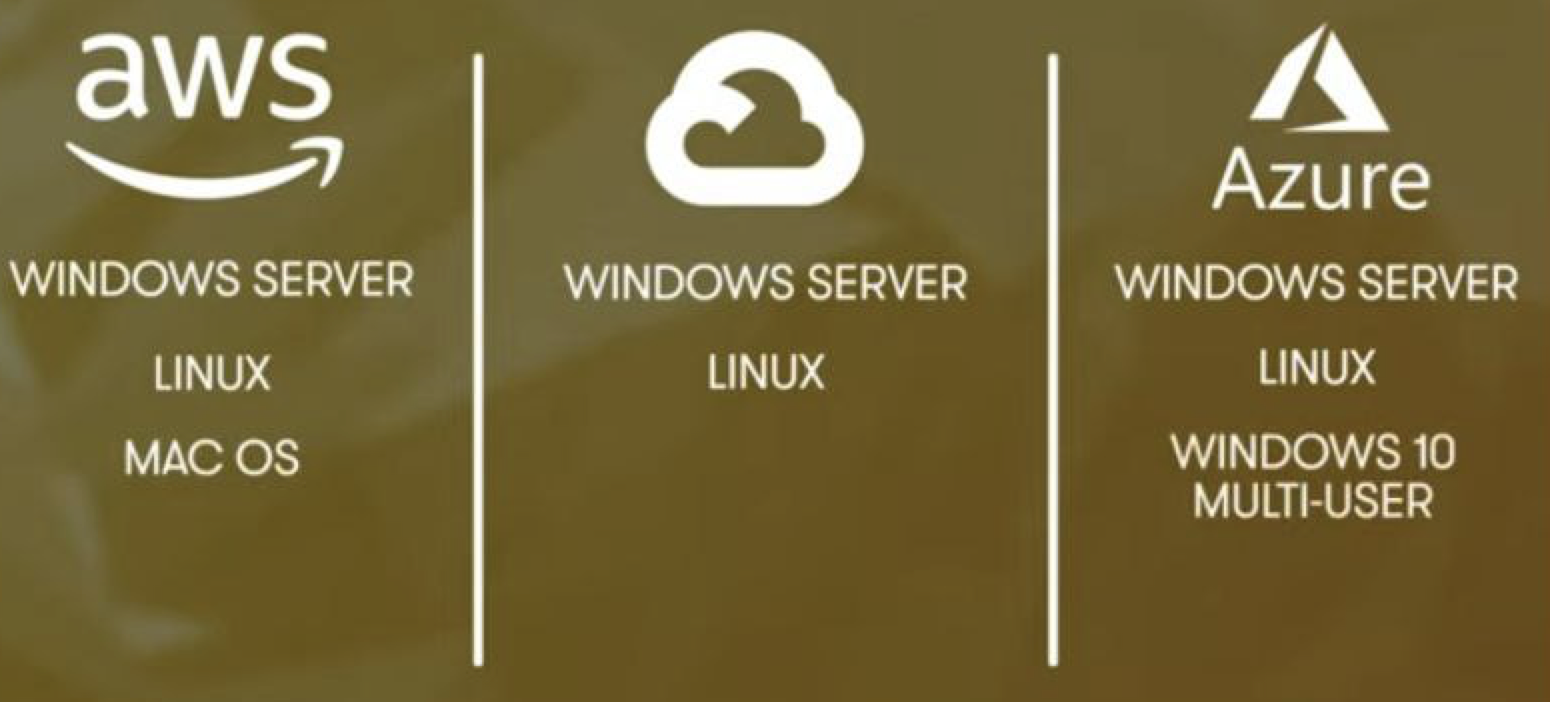 aws
WINDOWS SERVER
LINUX
MAC OS
WINDOWS SERVER
LINUX
Azure
WINDOWS SERVER
LINUX
WINDOWS 10
MULTI-USER